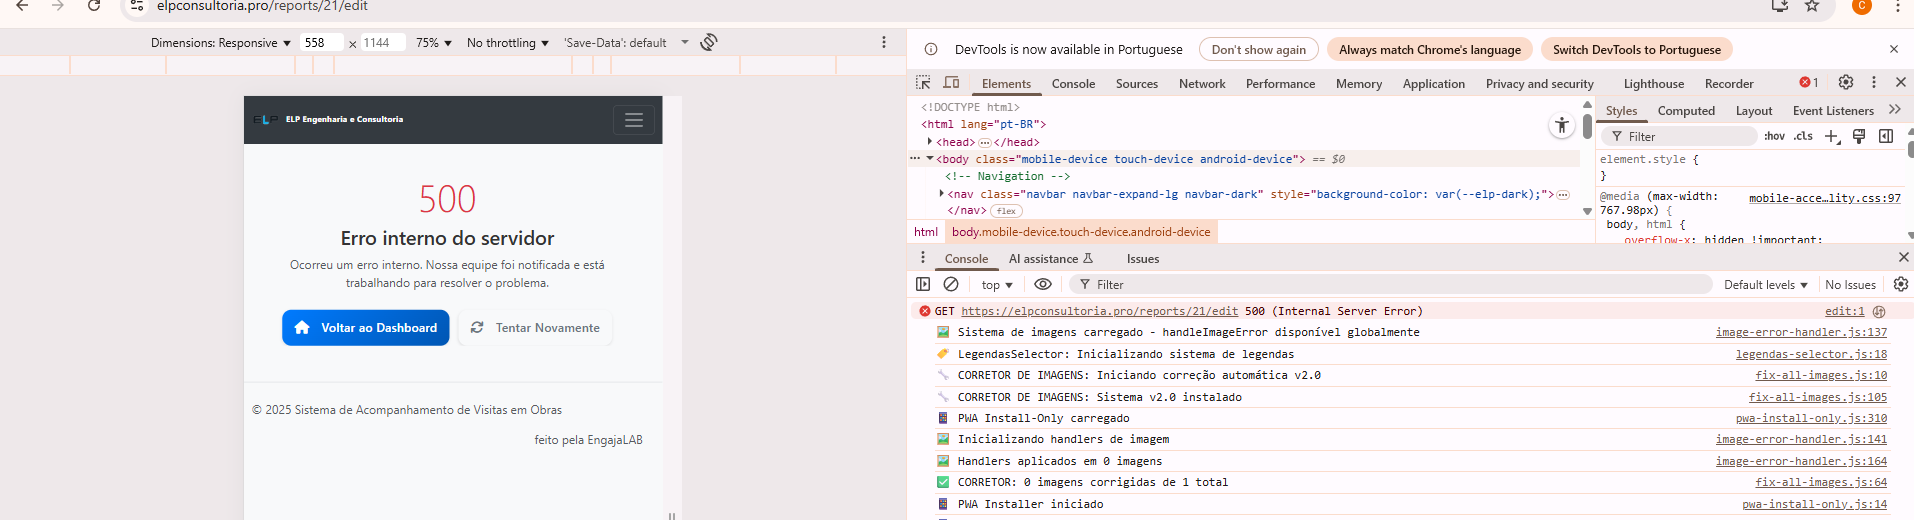 elpconsultoria.pro/reports/21/edit
C
Dimensions: Responsive ▼ 558 × 1144 75% ▼ No throttling ▼ 'Save-Data': default
ELP ELP Engenharia e Consultoria
500
Erro interno do servidor
Ocorreu um erro interno. Nossa equipe foi notificada e está
trabalhando para resolver o problema.
Voltar ao Dashboard Tentar Novamente
© 2025 Sistema de Acompanhamento de Visitas em Obras
feito pela EngajaLAB
DevTools is now available in Portuguese Don't show again Always match Chrome's language Switch DevTools to Portuguese
Elements Console Sources Network Performance Memory Application Privacy and security Lighthouse Recorder 1
<!DOCTYPE html>
<html lang="pt-BR">
<head> … </head>
… <body class="mobile-device touch-device android-device"> == $0
<!-- Navigation -->
<nav class="navbar navbar-expand-lg navbar-dark" style="background-color: var(--elp-dark);"> …
</nav> flex
html body.mobile-device.touch-device.android-device
Styles Computed Layout Event Listeners
Filter :hov .cls
element.style {
}
@media (max-width: mobile-acce…lity.css:97
767.98px) {
body, html {
overflow-x: hidden !important;
Console AI assistance Issues
top ▼ Filter Default levels ▼ No Issues
GET https://elpconsultoria.pro/reports/21/edit 500 (Internal Server Error) edit:1
Sistema de imagens carregado - handleImageError disponível globalmente image-error-handler.js:137
LegendasSelector: Inicializando sistema de legendas legendas-selector.js:18
CORRETOR DE IMAGENS: Iniciando correção automática v2.0 fix-all-images.js:10
CORRETOR DE IMAGENS: Sistema v2.0 instalado fix-all-images.js:105
PWA Install-Only carregado pwa-install-only.js:310
Inicializando handlers de imagem image-error-handler.js:141
Handlers aplicados em 0 imagens image-error-handler.js:164
CORRETOR: 0 imagens corrigidas de 1 total fix-all-images.js:64
PWA Installer iniciado pwa-install-only.js:14